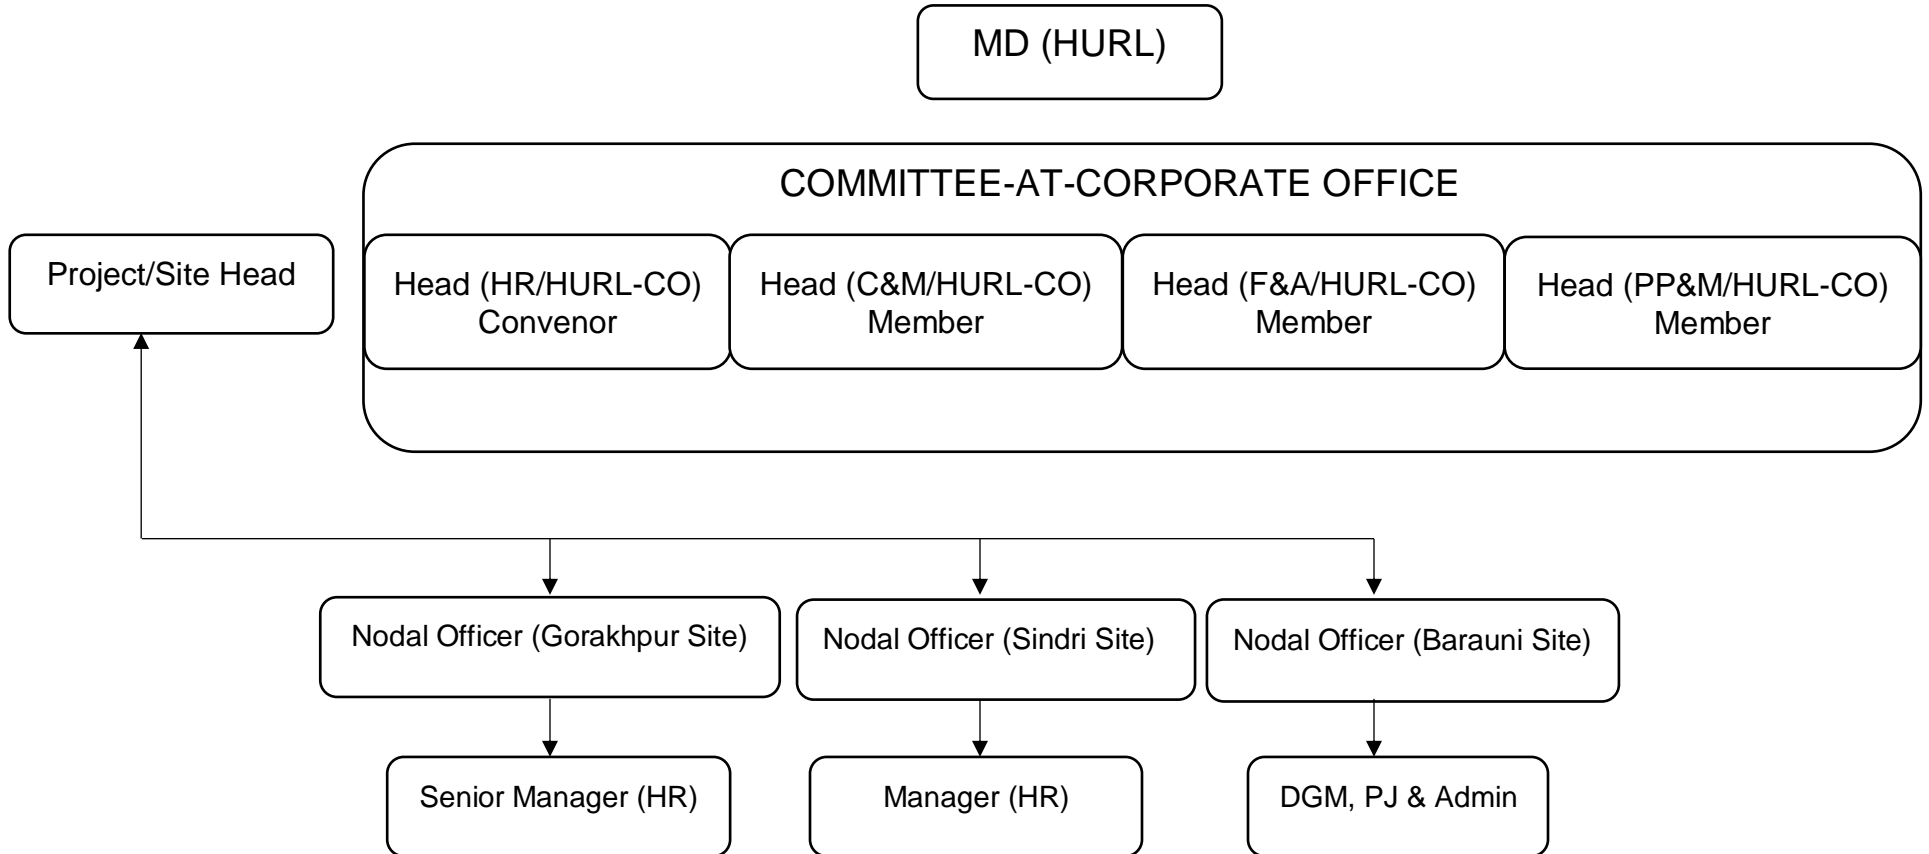 MD (HURL)
COMMITTEE-AT-CORPORATE OFFICE
Project/Site Head
Head (HR/HURL-CO)
Convenor
Head (C&M/HURL-CO)
Member
Head (F&A/HURL-CO)
Member
Head (PP&M/HURL-CO)
Member
Nodal Officer (Gorakhpur Site)
Nodal Officer (Sindri Site)
Nodal Officer (Barauni Site)
Senior Manager (HR)
Manager (HR)
DGM, PJ & Admin